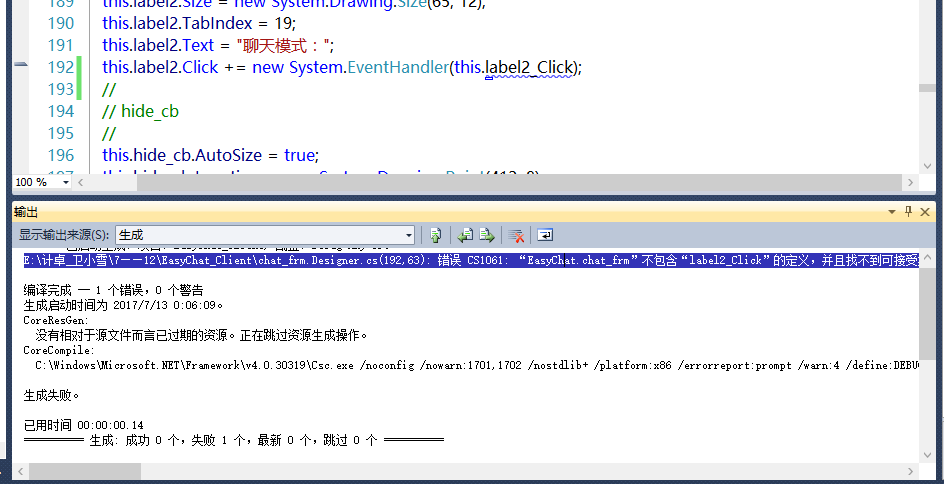 189 this.label2.Size = new System.Drawing.Size(65, 12);
190 this.label2.TabIndex = 19;
191 this.label2.Text = "聊天模式：";
192 this.label2.Click += new System.EventHandler(this.label2_Click);
193 //
194 // hide_cb
195 //
196 this.hide_cb.AutoSize = true;
100 %
输出
显示输出来源(S): 生成
E:\计卓_卫小雪\7——12\EasyChat_Client\chat_frm.Designer.cs(192,63): 错误 CS1061: “EasyChat.chat_frm”不包含“label2_Click”的定义，并且找不到可接受
编译完成 — 1 个错误，0 个警告
生成启动时间为 2017/7/13 0:06:09。
CoreResGen:
没有相对于源文件而言已过期的资源。正在跳过资源生成操作。
CoreCompile:
C:\Windows\Microsoft.NET\Framework\v4.0.30319\Csc.exe /noconfig /nowarn:1701,1702 /nostdlib+ /platform:x86 /errorreport:prompt /warn:4 /define:DEBU
生成失败。
已用时间 00:00:00.14
========== 生成: 成功 0 个，失败 1 个，最新 0 个，跳过 0 个 ==========